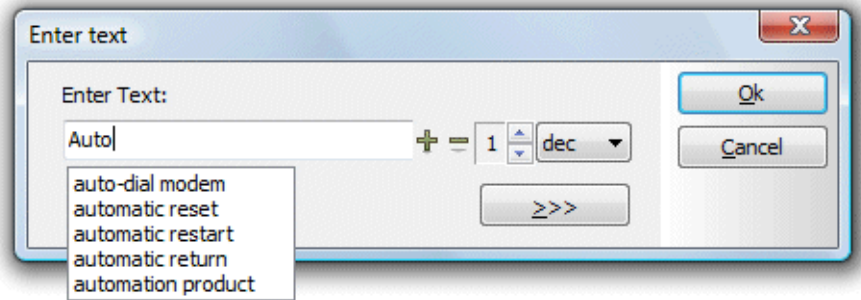 Enter text
Enter Text:
Auto
1
dec
Ok
Cancel
>>>
auto-dial modem
automatic reset
automatic restart
automatic return
automation product